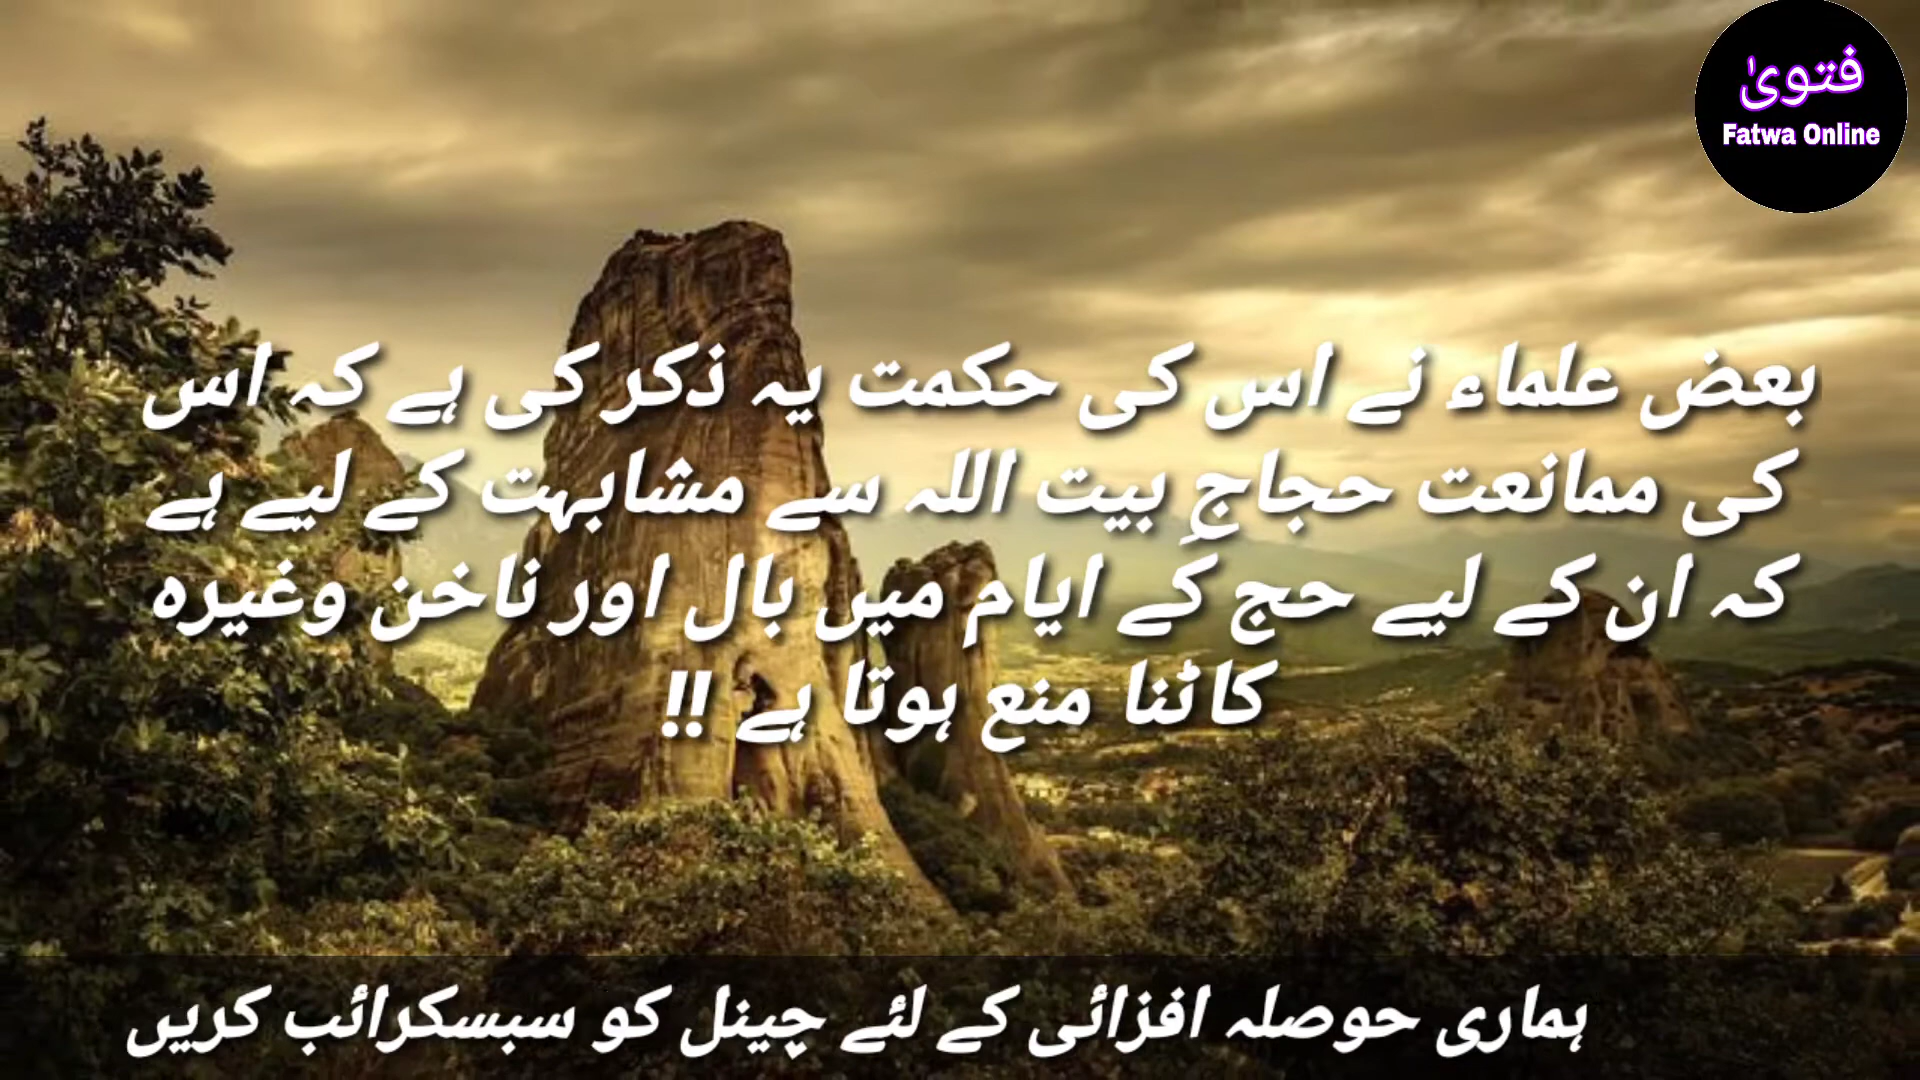 فتویٰ
Fatwa Online
بعض علماء نے اس کی حکمت یہ ذکر کی ہے کہ اس
کی ممانعت حجاجِ بیت اللہ سے مشابہت کے لیے ہے
کہ ان کے لیے حج کے ایام میں بال اور ناخن وغیرہ
کاٹنا منع ہوتا ہے !!
ہماری حوصلہ افزائی کے لئے چینل کو سبسکرائب کریں